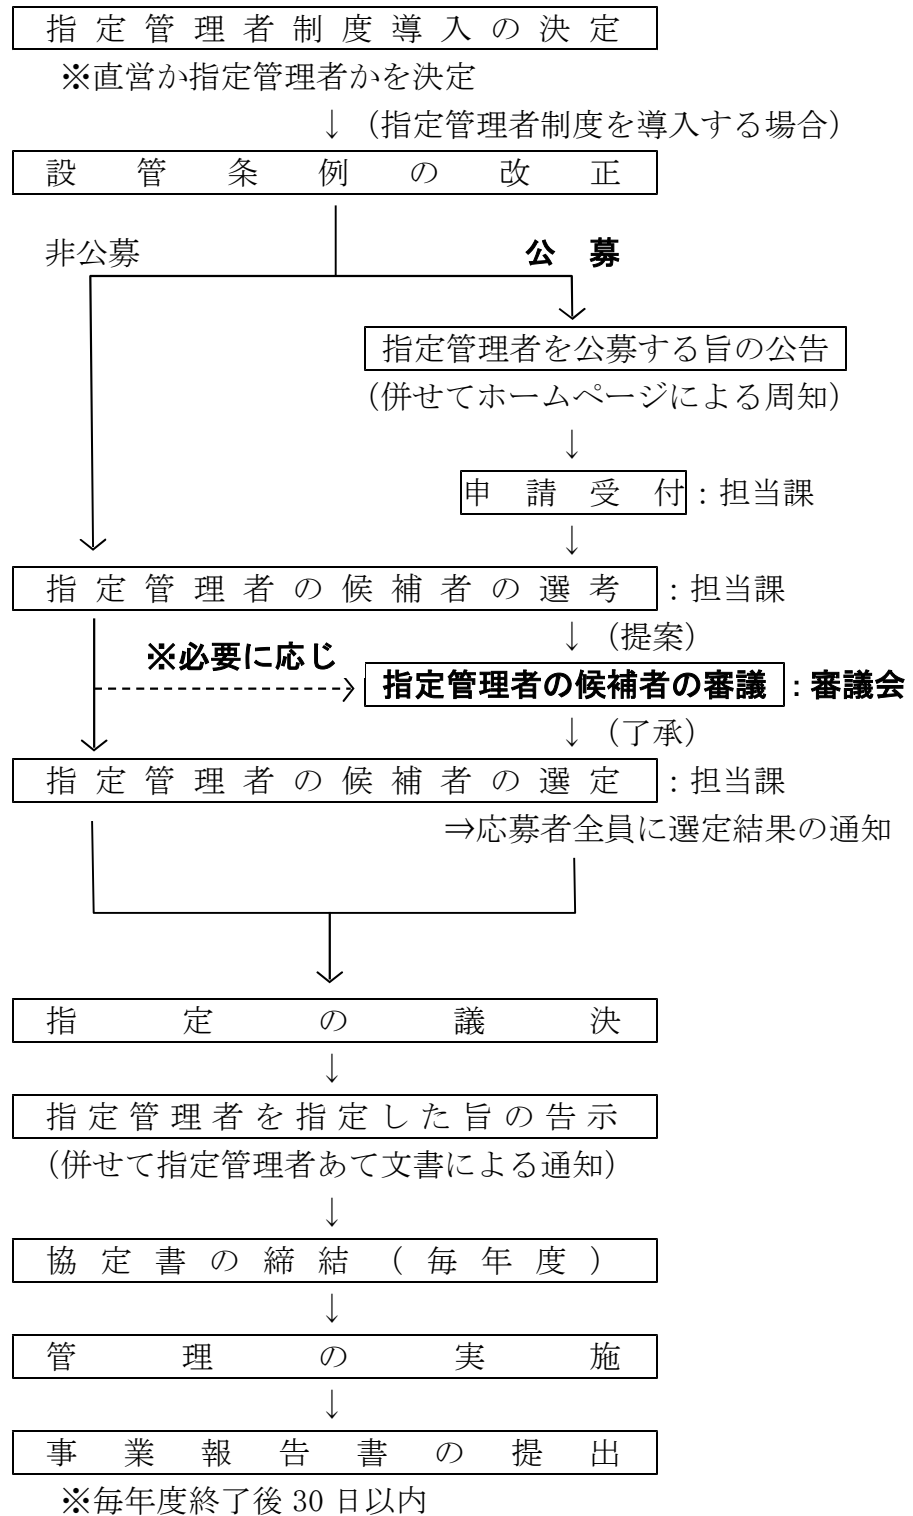 指定管理者制度導入の決定
※直営か指定管理者かを決定
↓（指定管理者制度を導入する場合）
設管条例の改正
非公募 公募
指定管理者を公募する旨の公告
（併せてホームページによる周知）
↓
申請受付：担当課
↓
指定管理者の候補者の選考：担当課
↓（提案）
※必要に応じ
指定管理者の候補者の審議：審議会
↓（了承）
指定管理者の候補者の選定：担当課
⇒応募者全員に選定結果の通知
指定の議決
↓
指定管理者を指定した旨の告示
（併せて指定管理者あて文書による通知）
↓
協定書の締結（毎年度）
↓
管理の実施
↓
事業報告書の提出
※毎年度終了後 30 日以内